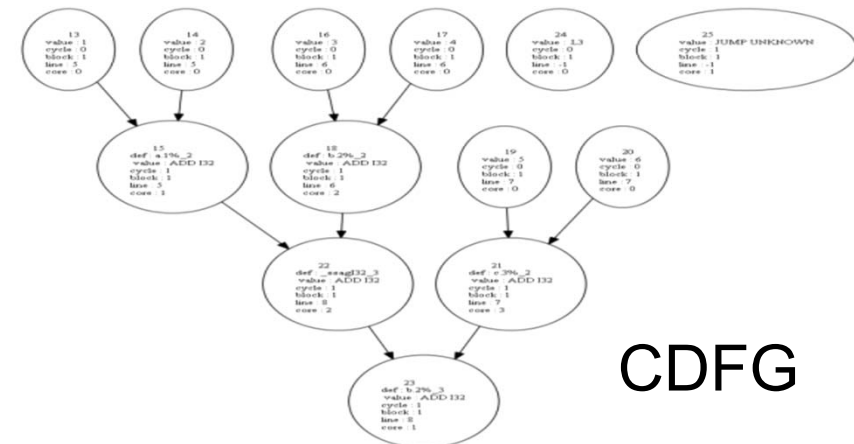 13
value : 1
cycle : 0
block : 1
line : 5
core : 0
14
value : 2
cycle : 0
block : 1
line : 5
core : 0
16
value : 3
cycle : 0
block : 1
line : 6
core : 0
17
value : 4
cycle : 0
block : 1
line : 6
core : 0
24
value : L3
cycle : 0
block : 1
line : -1
core : 0
25
value : JUMP UNKNOWN
cycle : 1
block : 1
line : -1
core : 1
15
def : a.1%_2
value : ADD I32
cycle : 1
block : 1
line : 5
core : 1
18
def : b.2%_2
value : ADD I32
cycle : 1
block : 1
line : 6
core : 2
19
value : 5
cycle : 0
block : 1
line : 7
core : 0
20
value : 6
cycle : 0
block : 1
line : 7
core : 0
22
def : _ssagI32_3
value : ADD I32
cycle : 1
block : 1
line : 8
core : 2
21
def : c.3%_2
value : ADD I32
cycle : 1
block : 1
line : 7
core : 3
23
def : b.2%_3
value : ADD I32
cycle : 1
block : 1
line : 8
core : 1
CDFG